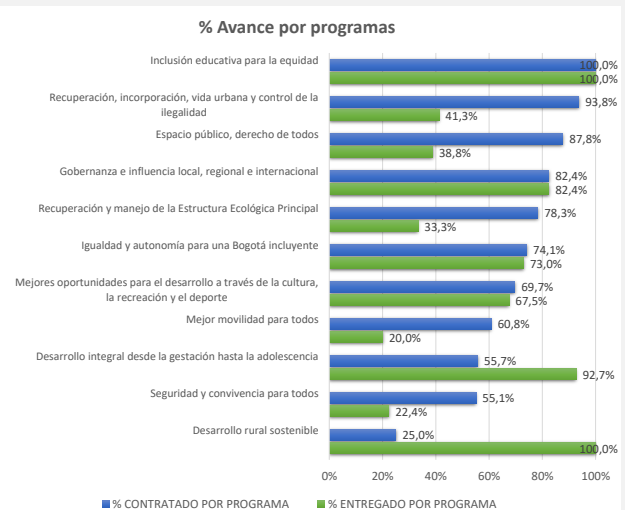 % Avance por programas
Inclusión educativa para la equidad
100,0%
100,0%
Recuperación, incorporación, vida urbana y control de la
ilegalidad
93,8%
41,3%
Espacio público, derecho de todos
87,8%
38,8%
Gobernanza e influencia local, regional e internacional
82,4%
82,4%
Recuperación y manejo de la Estructura Ecológica Principal
78,3%
33,3%
Igualdad y autonomía para una Bogotá incluyente
74,1%
73,0%
Mejores oportunidades para el desarrollo a través de la cultura,
la recreación y el deporte
69,7%
67,5%
Mejor movilidad para todos
60,8%
20,0%
Desarrollo integral desde la gestación hasta la adolescencia
55,7%
92,7%
Seguridad y convivencia para todos
55,1%
22,4%
Desarrollo rural sostenible
25,0%
100,0%
0% 20% 40% 60% 80% 100%
% CONTRATADO POR PROGRAMA % ENTREGADO POR PROGRAMA